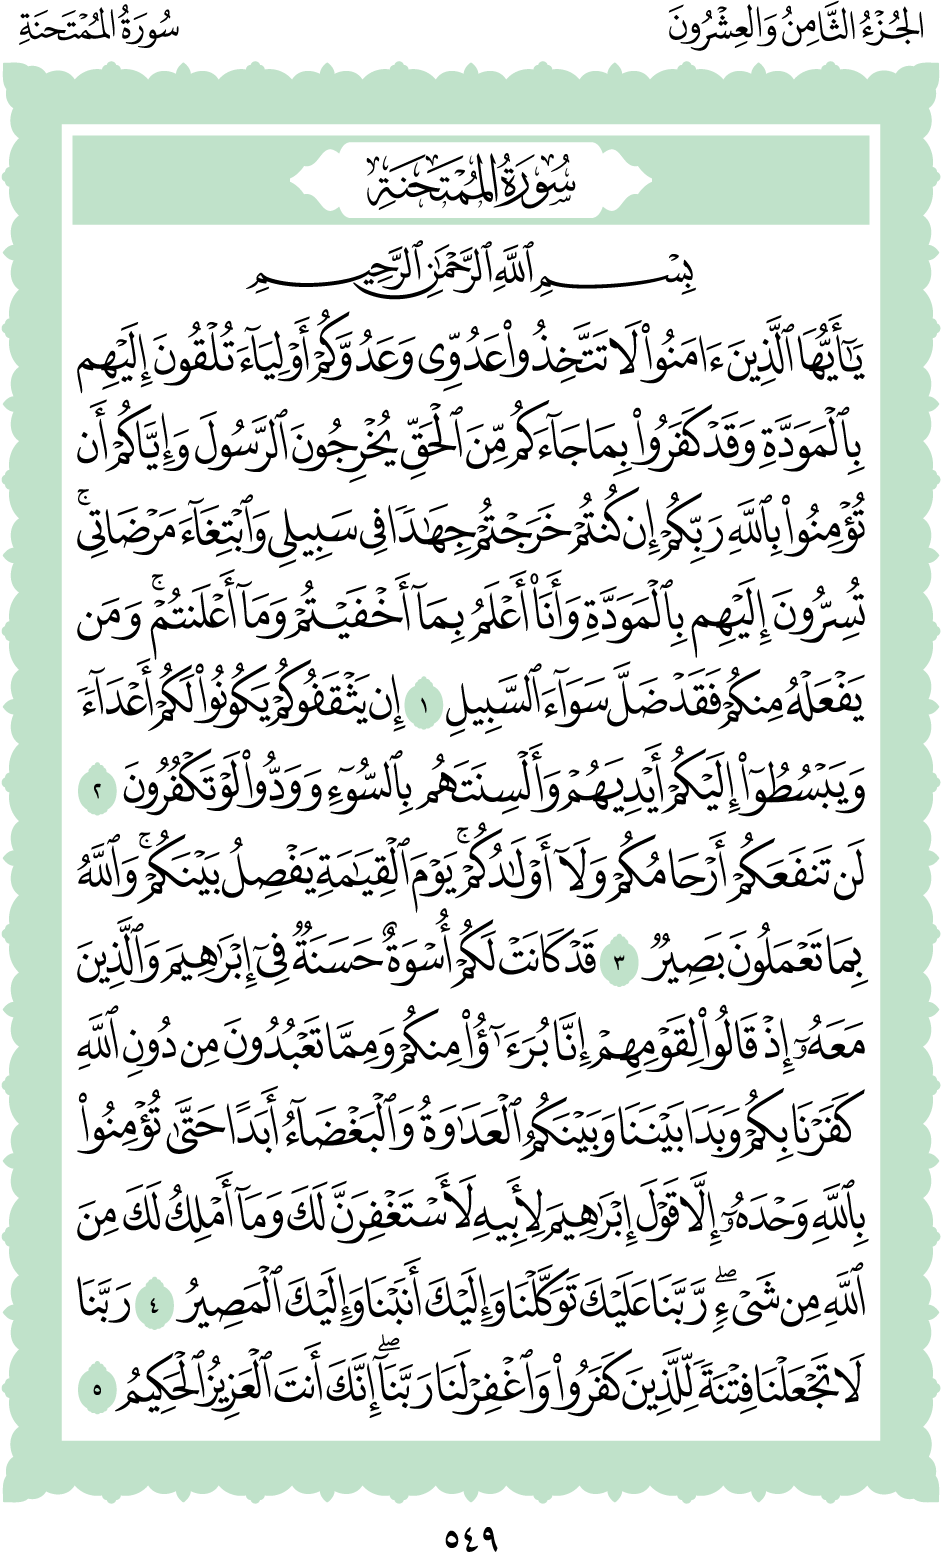 الجُزْءُ الثَّامِنُ وَالعِشْرُونَ
سُورَةُ المُمْتَحنَةِ
سُورَةُ المُمْتَحنَةِ
بِسْمِ ٱللَّهِ ٱلرَّحْمَٰنِ ٱلرَّحِيمِ
يَٰٓأَيُّهَا ٱلَّذِينَ ءَامَنُوا۟ لَا تَتَّخِذُوا۟ عَدُوِّى وَعَدُوَّكُمْ أَوْلِيَآءَ تُلْقُونَ إِلَيْهِم
بِٱلْمَوَدَّةِ وَقَدْ كَفَرُوا۟ بِمَا جَآءَكُم مِّنَ ٱلْحَقِّ يُخْرِجُونَ ٱلرَّسُولَ وَإِيَّاكُمْ أَن
تُؤْمِنُوا۟ بِٱللَّهِ رَبِّكُمْ إِن كُنتُمْ خَرَجْتُمْ جِهَٰدًا فِى سَبِيلِى وَٱبْتِغَآءَ مَرْضَاتِى ۚ
تُسِرُّونَ إِلَيْهِم بِٱلْمَوَدَّةِ وَأَنَا۠ أَعْلَمُ بِمَآ أَخْفَيْتُمْ وَمَآ أَعْلَنتُمْ ۚ وَمَن
يَفْعَلْهُ مِنكُمْ فَقَدْ ضَلَّ سَوَآءَ ٱلسَّبِيلِ ١ إِن يَثْقَفُوكُمْ يَكُونُوا۟ لَكُمْ أَعْدَآءً
وَيَبْسُطُوٓا۟ إِلَيْكُمْ أَيْدِيَهُمْ وَأَلْسِنَتَهُم بِٱلسُّوٓءِ وَوَدُّوا۟ لَوْ تَكْفُرُونَ ٢
لَن تَنفَعَكُمْ أَرْحَامُكُمْ وَلَآ أَوْلَٰدُكُمْ ۚ يَوْمَ ٱلْقِيَٰمَةِ يَفْصِلُ بَيْنَكُمْ ۚ وَٱللَّهُ
بِمَا تَعْمَلُونَ بَصِيرٌ ٣ قَدْ كَانَتْ لَكُمْ أُسْوَةٌ حَسَنَةٌ فِىٓ إِبْرَٰهِيمَ وَٱلَّذِينَ
مَعَهُۥٓ إِذْ قَالُوا۟ لِقَوْمِهِمْ إِنَّا بُرَءَٰٓؤُا۟ مِنكُمْ وَمِمَّا تَعْبُدُونَ مِن دُونِ ٱللَّهِ
كَفَرْنَا بِكُمْ وَبَدَا بَيْنَنَا وَبَيْنَكُمُ ٱلْعَدَٰوَةُ وَٱلْبَغْضَآءُ أَبَدًا حَتَّىٰ تُؤْمِنُوا۟
بِٱللَّهِ وَحْدَهُۥٓ إِلَّا قَوْلَ إِبْرَٰهِيمَ لِأَبِيهِ لَأَسْتَغْفِرَنَّ لَكَ وَمَآ أَمْلِكُ لَكَ مِنَ
ٱللَّهِ مِن شَىْءٍ ۖ رَّبَّنَا عَلَيْكَ تَوَكَّلْنَا وَإِلَيْكَ أَنَبْنَا وَإِلَيْكَ ٱلْمَصِيرُ ٤ رَبَّنَا
لَا تَجْعَلْنَا فِتْنَةً لِّلَّذِينَ كَفَرُوا۟ وَٱغْفِرْ لَنَا رَبَّنَآ ۖ إِنَّكَ أَنتَ ٱلْعَزِيزُ ٱلْحَكِيمُ ٥
٥٤٩